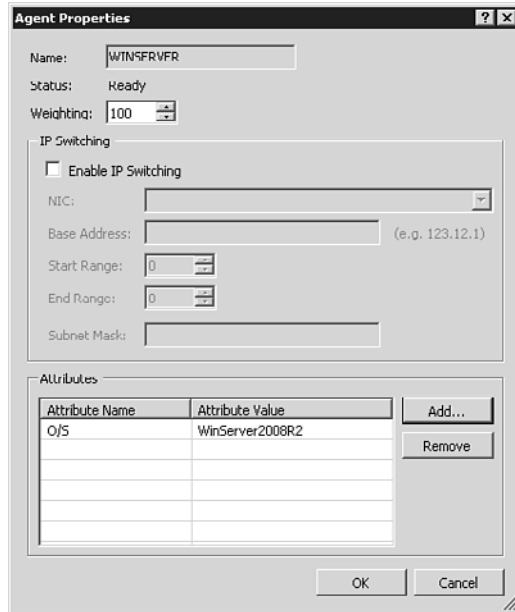 Agent Properties
Name: WINSERVER
Status: Ready
Weighting: 100
IP Switching
Enable IP Switching
NIC:
Base Address: (e.g. 123.12.1)
Start Range: 0
End Range: 0
Subnet Mask:
Attributes
Attribute Name Attribute Value Add...
O/S WinServer2008R2
Remove
OK Cancel